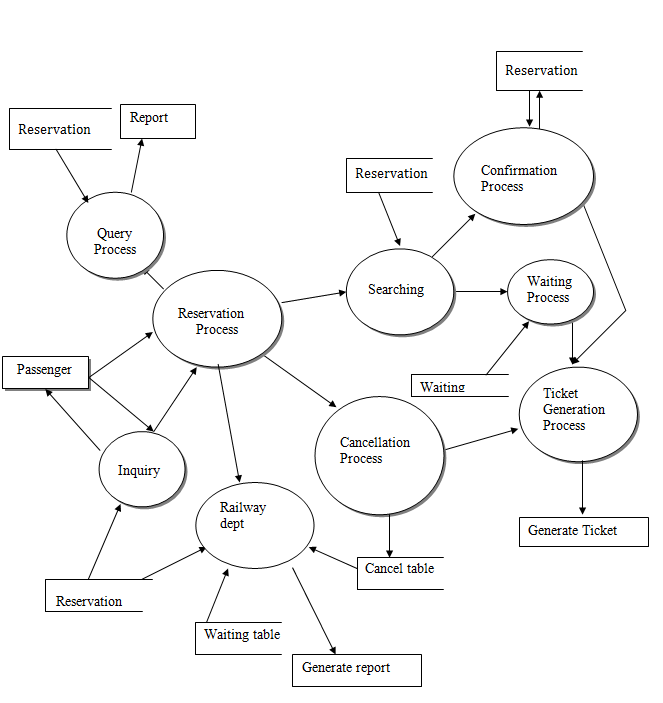 Reservation
Reservation
Report
Reservation
Confirmation
Process
Query
Process
Searching
Waiting
Process
Reservation
Process
Passenger
Waiting
Ticket
Generation
Process
Cancellation
Process
Inquiry
Railway
dept
Generate Ticket
Cancel table
Reservation
Waiting table
Generate report